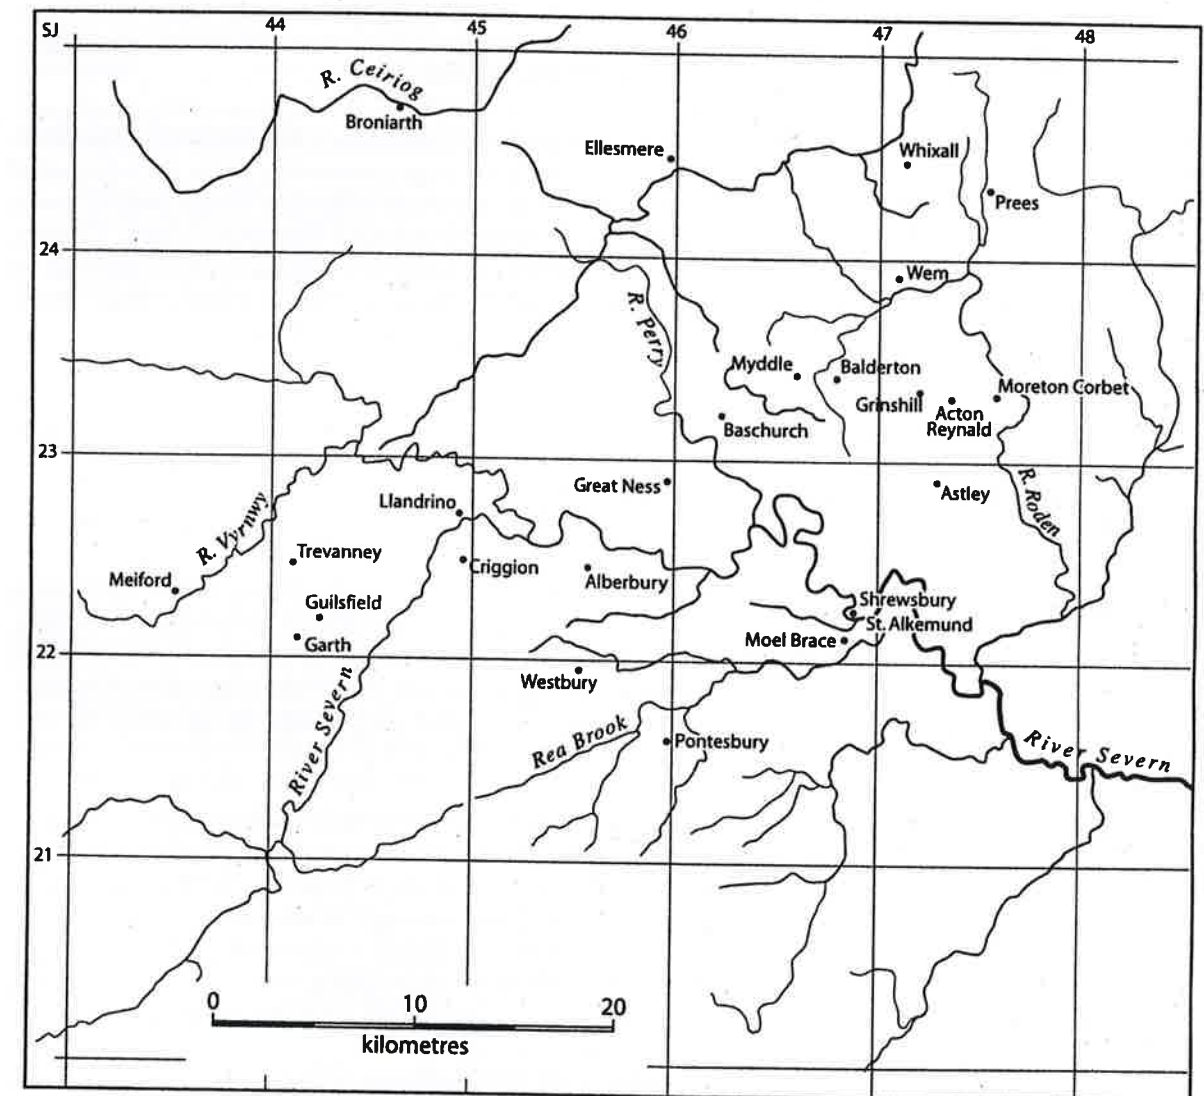 SJ
44
45
46
47
48
R. Ceiriog
Broniarth
Ellesmere
Whixall
Prees
24
Wem
R. Perry
Myddle
Balderton
Moreton Corbet
Grinshill
Acton
Reynald
Baschurch
23
Great Ness
Astley
R. Roden
Llandrino
R. Vyrnwy
Trevanney
Criggion
Alberbury
Meiford
Guilsfield
Shrewsbury
St. Alkemund
Garth
Moel Brace
22
Westbury
River Severn
Rea Brook
Pontesbury
River Severn
21
0
10
20
kilometres